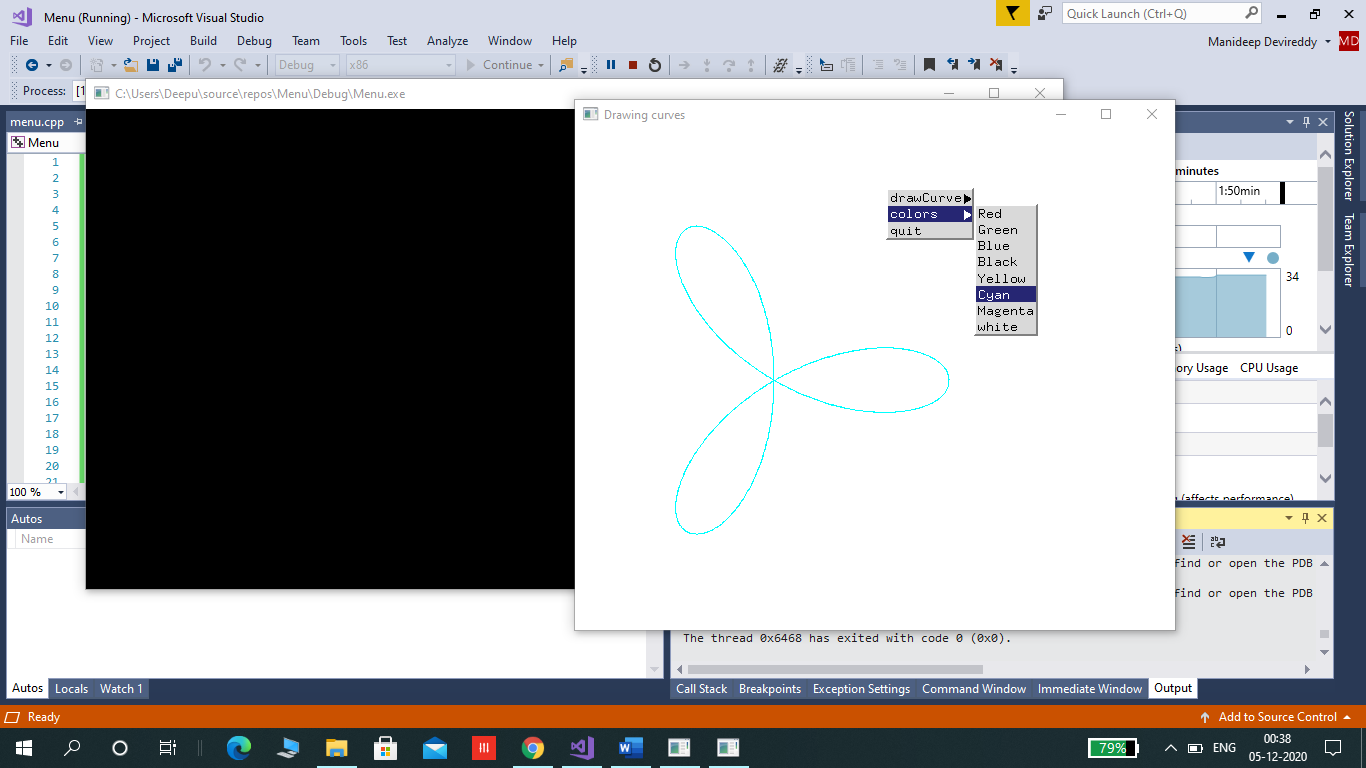 Menu (Running) - Microsoft Visual Studio
Quick Launch (Ctrl+Q)
File Edit View Project Build Debug Team Tools Test Analyze Window Help
Manideep Devireddy MD
Debug x86 Continue
Process: [1
C:\Users\Deepu\source\repos\Menu\Debug\Menu.exe
Drawing curves
menu.cpp
Menu
1
2
3
4
5
6
7
8
9
10
11
12
13
14
15
16
17
18
19
20
21
100 %
drawCurve
colors
quit
Red
Green
Blue
Black
Yellow
Cyan
Magenta
white
minutes
1:50min
34
0
ory Usage CPU Usage
(affects performance)
Solution Explorer
Team Explorer
Autos
Name
find or open the PDB
find or open the PDB
The thread 0x6468 has exited with code 0 (0x0).
Autos Locals Watch 1
Call Stack Breakpoints Exception Settings Command Window Immediate Window Output
Ready
Add to Source Control
79%
ENG
00:38
05-12-2020